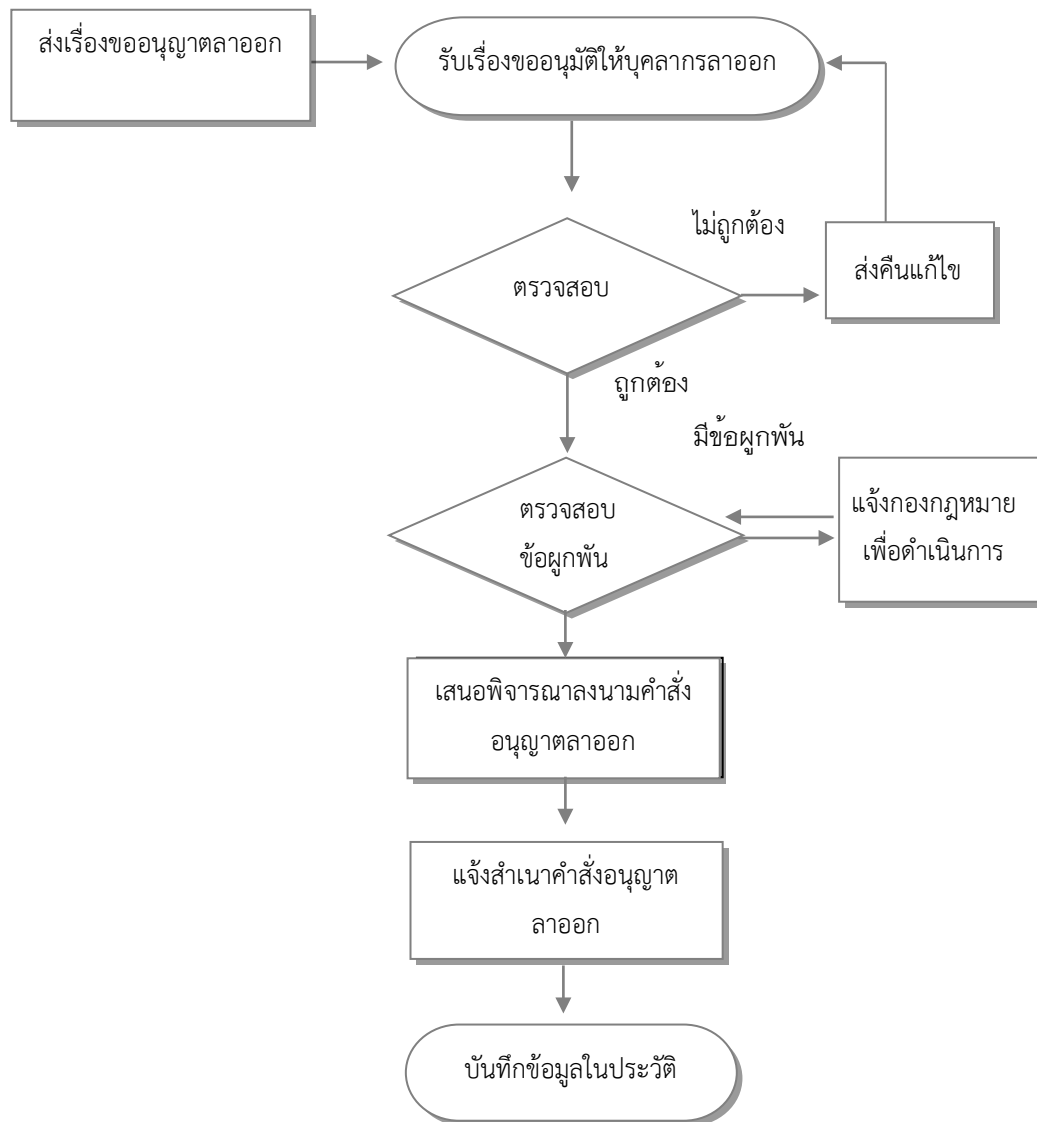 ส่งเรื่องขออนุญาตลาออก
รับเรื่องขออนุมัติให้บุคลากรลาออก
ไม่ถูกต้อง
ส่งคืนแก้ไข
ตรวจสอบ
ถูกต้อง
มีข้อผูกพัน
ตรวจสอบ
ข้อผูกพัน
แจ้งกองกฎหมาย
เพื่อดำเนินการ
เสนอพิจารณาลงนามคำสั่ง
อนุญาตลาออก
แจ้งสำเนาคำสั่งอนุญาต
ลาออก
บันทึกข้อมูลในประวัติ